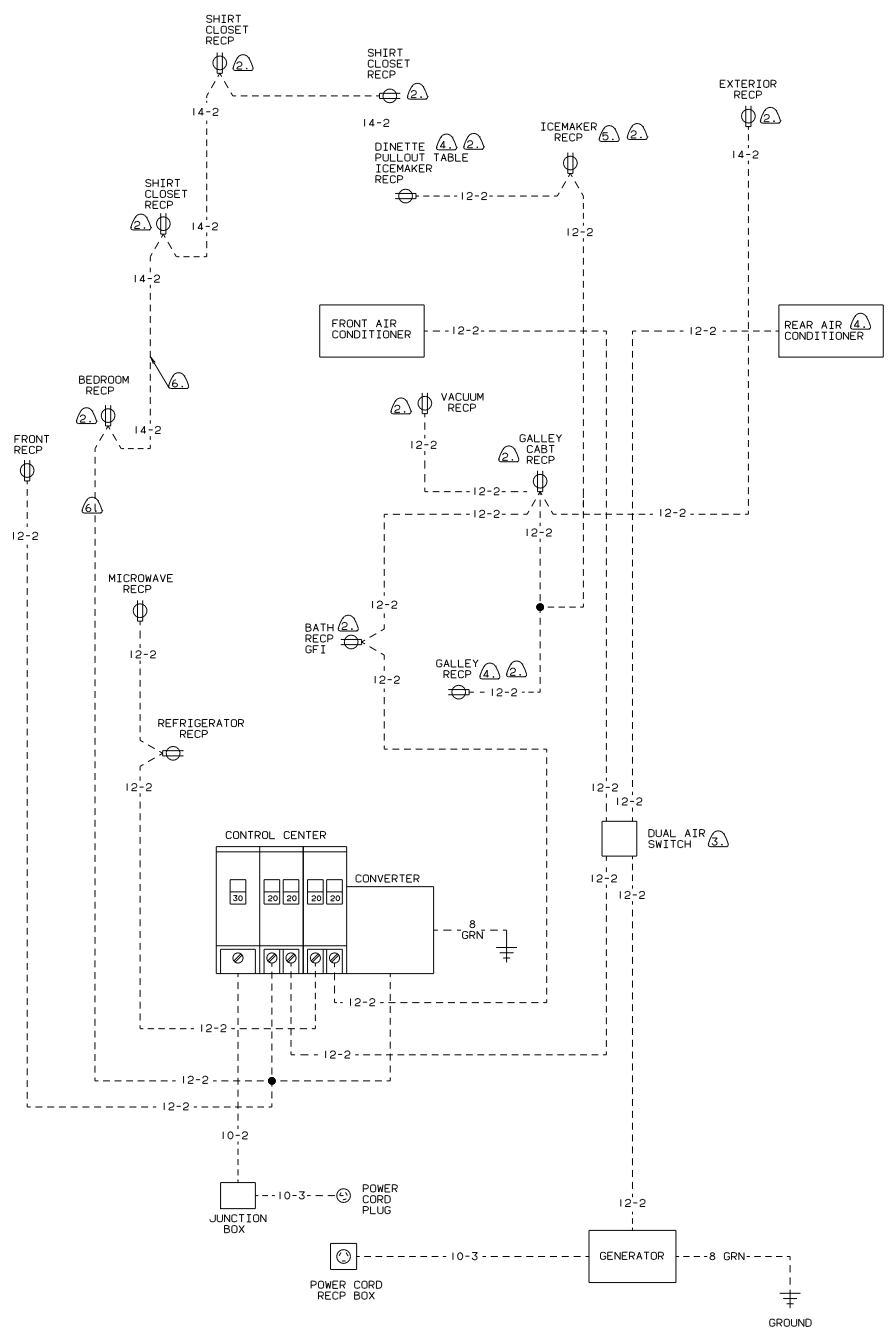 SHIRT
CLOSET
RECP
2.
SHIRT
CLOSET
RECP
2.
14-2
14-2
EXTERIOR
RECP
2.
14-2
ICEMAKER
RECP
5.
2.
DINETTE
PULLOUT TABLE
ICEMAKER
RECP
4.
2.
12-2
12-2
SHIRT
CLOSET
RECP
2.
14-2
14-2
FRONT AIR
CONDITIONER
12-2
12-2
REAR AIR
CONDITIONER
4.
6.
BEDROOM
RECP
2.
14-2
VACUUM
RECP
2.
12-2
GALLEY
CABT
RECP
2.
FRONT
RECP
12-2
12-2
12-2
6.
12-2
12-2
MICROWAVE
RECP
12-2
12-2
BATH
RECP
GFI
2.
12-2
GALLEY
RECP
4.
2.
12-2
REFRIGERATOR
RECP
12-2
12-2
12-2
DUAL AIR
SWITCH
3.
12-2
12-2
CONTROL CENTER
30
20
20
20
20
CONVERTER
8
GRN
12-2
12-2
12-2
12-2
12-2
10-2
JUNCTION
BOX
10-3
POWER
CORD
PLUG
12-2
POWER CORD
RECP BOX
10-3
GENERATOR
8 GRN
GROUND